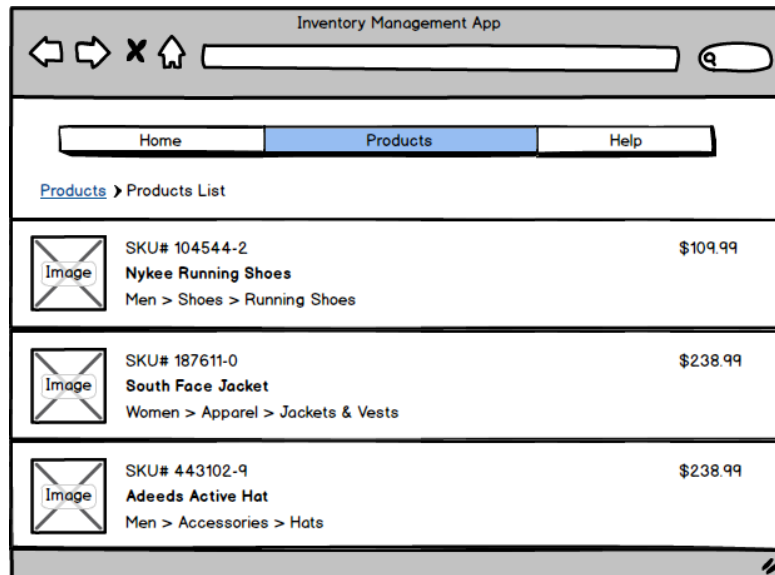 Inventory Management App
Home Products Help
Products > Products List
SKU# 104544-2 $109.99
Image
Nykee Running Shoes
Men > Shoes > Running Shoes
SKU# 187611-0 $238.99
Image
South Face Jacket
Women > Apparel > Jackets & Vests
SKU# 443102-9 $238.99
Image
Adeeds Active Hat
Men > Accessories > Hats